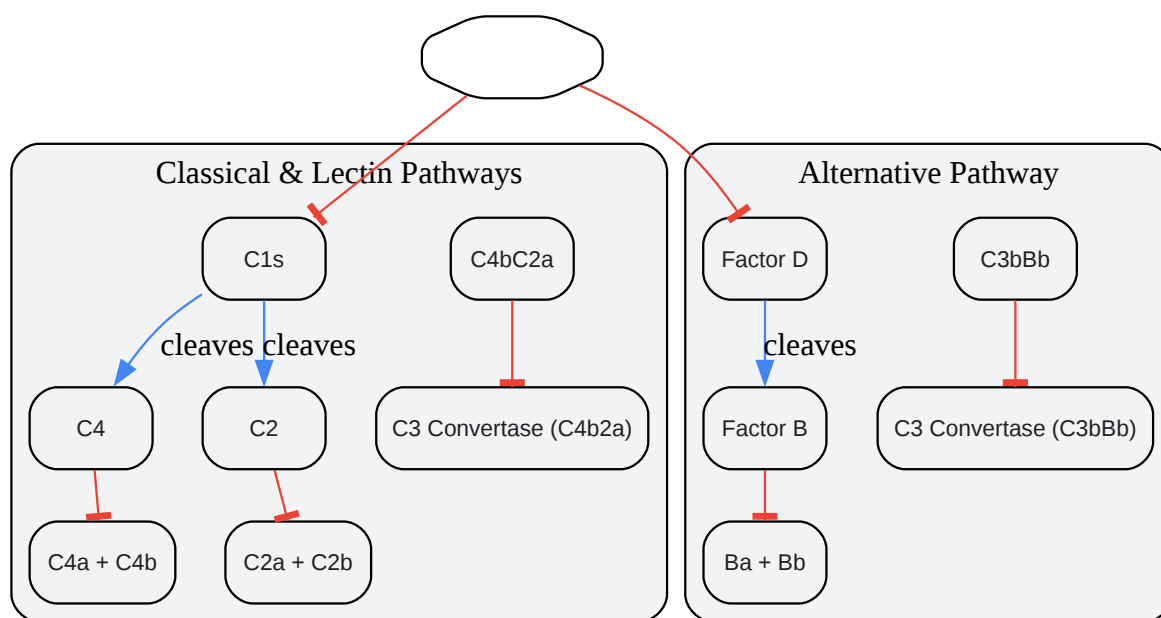 Classical & Lectin Pathways
Alternative Pathway
C1s
C4bC2a
Factor D
C3bBb
cleaves
cleaves
cleaves
C4
C2
C3 Convertase (C4b2a)
Factor B
C3 Convertase (C3bBb)
C4a + C4b
C2a + C2b
Ba + Bb